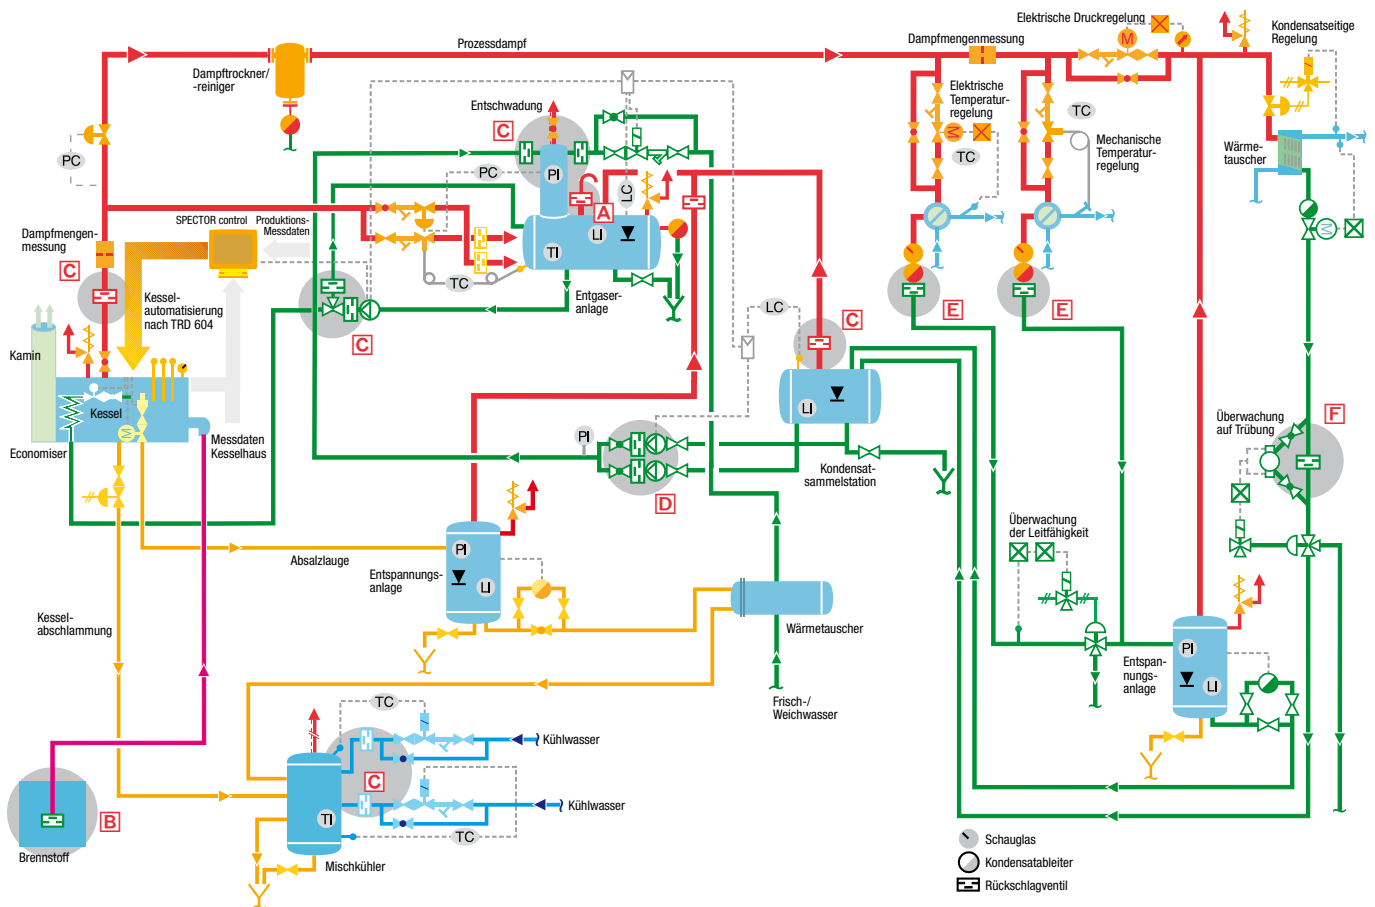 Prozessdampf
Dampfmengenmessung
Elektrische Druckregelung
M
Kondensatseitige
Regelung
Dampftrockner/
-reiniger
Entschwadung
C
Elektrische
Temperatur-
regelung
M
TC
TC
Mechanische
Temperatur-
regelung
Wärme-
tauscher
PC
PC
PI
LC
A
LI
TI
TC
Entgaser-
anlage
M
SPECTOR control
Produktions-
Messdaten
Dampfmengen-
messung
C
Kessel-
automatisierung
nach TRD 604
C
LC
C
E
E
Kamin
Kessel
M
Economiser
Messdaten
Kesselhaus
LI
PI
Kondensat-
sammelstation
D
Überwachung
auf Trübung
F
Absalzlauge
PI
LI
Entspannungs-
anlage
Überwachung
der Leitfähigkeit
Kessel-
abschlammung
Wärmetauscher
PI
LI
Entspan-
nungs-
anlage
Frisch-/
Weichwasser
TC
Kühlwasser
C
Kühlwasser
TI
TC
Mischkühler
B
Brennstoff
Schauglas
Kondensatableiter
Rückschlagventil